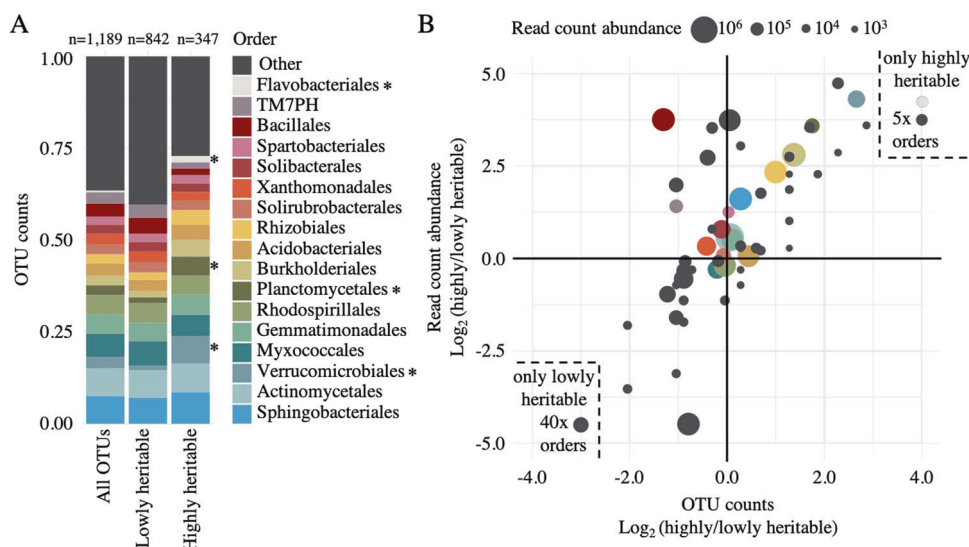 A
n=1,189 n=842 n=347
OTU counts
1.00
0.75
0.50
0.25
0.00
*
*
*
All OTUs
Lowly heritable
Highly heritable
Order
Other
Flavobacteriales *
TM7PH
Bacillales
Spartobacteriales
Solibacterales
Xanthomonadales
Solirubrobacterales
Rhizobiales
Acidobacteriales
Burkholderiales
Planctomycetales *
Rhodospirillales
Gemmatimonadales
Myxococcales
Verrucomicrobiales *
Actinomycetales
Sphingobacteriales
B
Read count abundance 10⁶ 10⁵ 10⁴ 10³
Read count abundance
Log₂ (highly/lowly heritable)
5.0
2.5
0.0
-2.5
-5.0
only highly
heritable
5x
orders
only lowly
heritable
40x
orders
-4.0 -2.0 0.0 2.0 4.0
OTU counts
Log₂ (highly/lowly heritable)